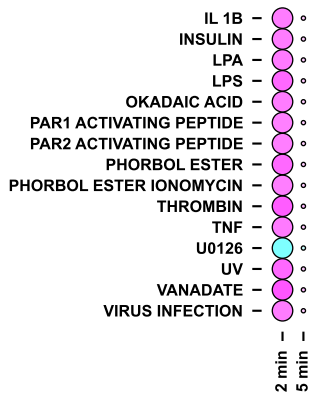 IL 1B
INSULIN
LPA
LPS
OKADAIC ACID
PAR1 ACTIVATING PEPTIDE
PAR2 ACTIVATING PEPTIDE
PHORBOL ESTER
PHORBOL ESTER IONOMYCIN
THROMBIN
TNF
U0126
UV
VANADATE
VIRUS INFECTION
2 min
5 min